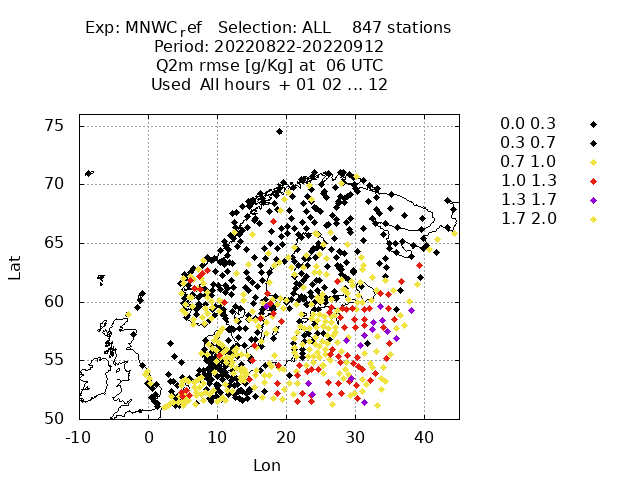 Exp: MNWCref   Selection: ALL    847 stations
Period: 20220822-20220912
Q2m rmse [g/Kg] at  06 UTC
Used  All hours  + 01 02 ... 12
0.0 0.3
0.3 0.7
0.7 1.0
1.0 1.3
1.3 1.7
1.7 2.0
75
70
65
60
55
50
Lat
-10 0 10 20 30 40
Lon